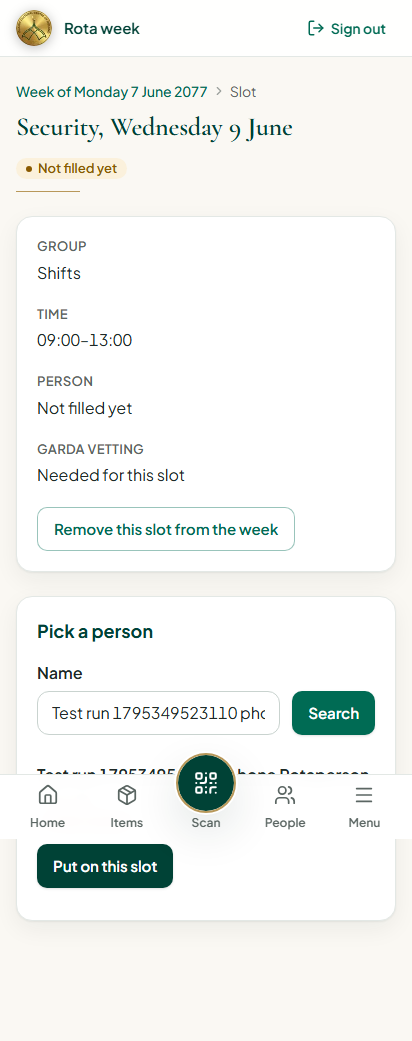 Rota week
Sign out
Week of Monday 7 June 2077 > Slot
Security, Wednesday 9 June
Not filled yet
GROUP
Shifts
TIME
09:00–13:00
PERSON
Not filled yet
GARDA VETTING
Needed for this slot
Remove this slot from the week
Pick a person
Name
Test run 1795349523110 pho
Search
Home
Items
Scan
People
Menu
Put on this slot